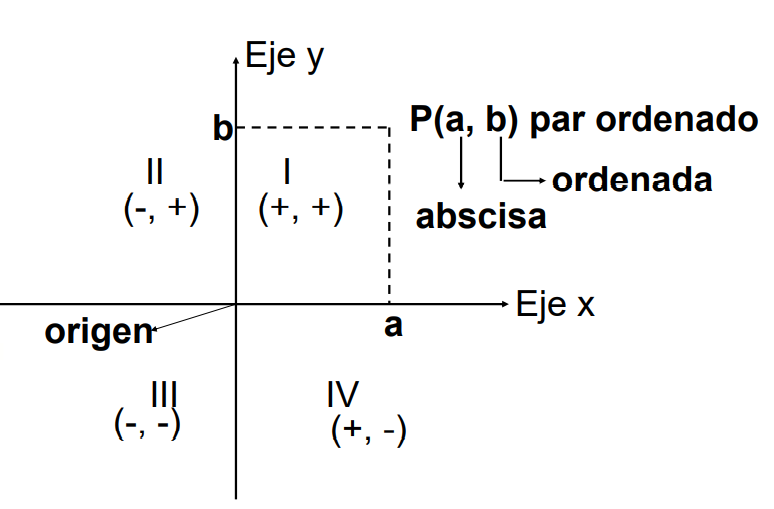 Eje y
b
P(a, b) par ordenado
II
I
ordenada
(-, +)
(+, +)
abscisa
Eje x
origen
a
III
IV
(-, -)
(+, -)